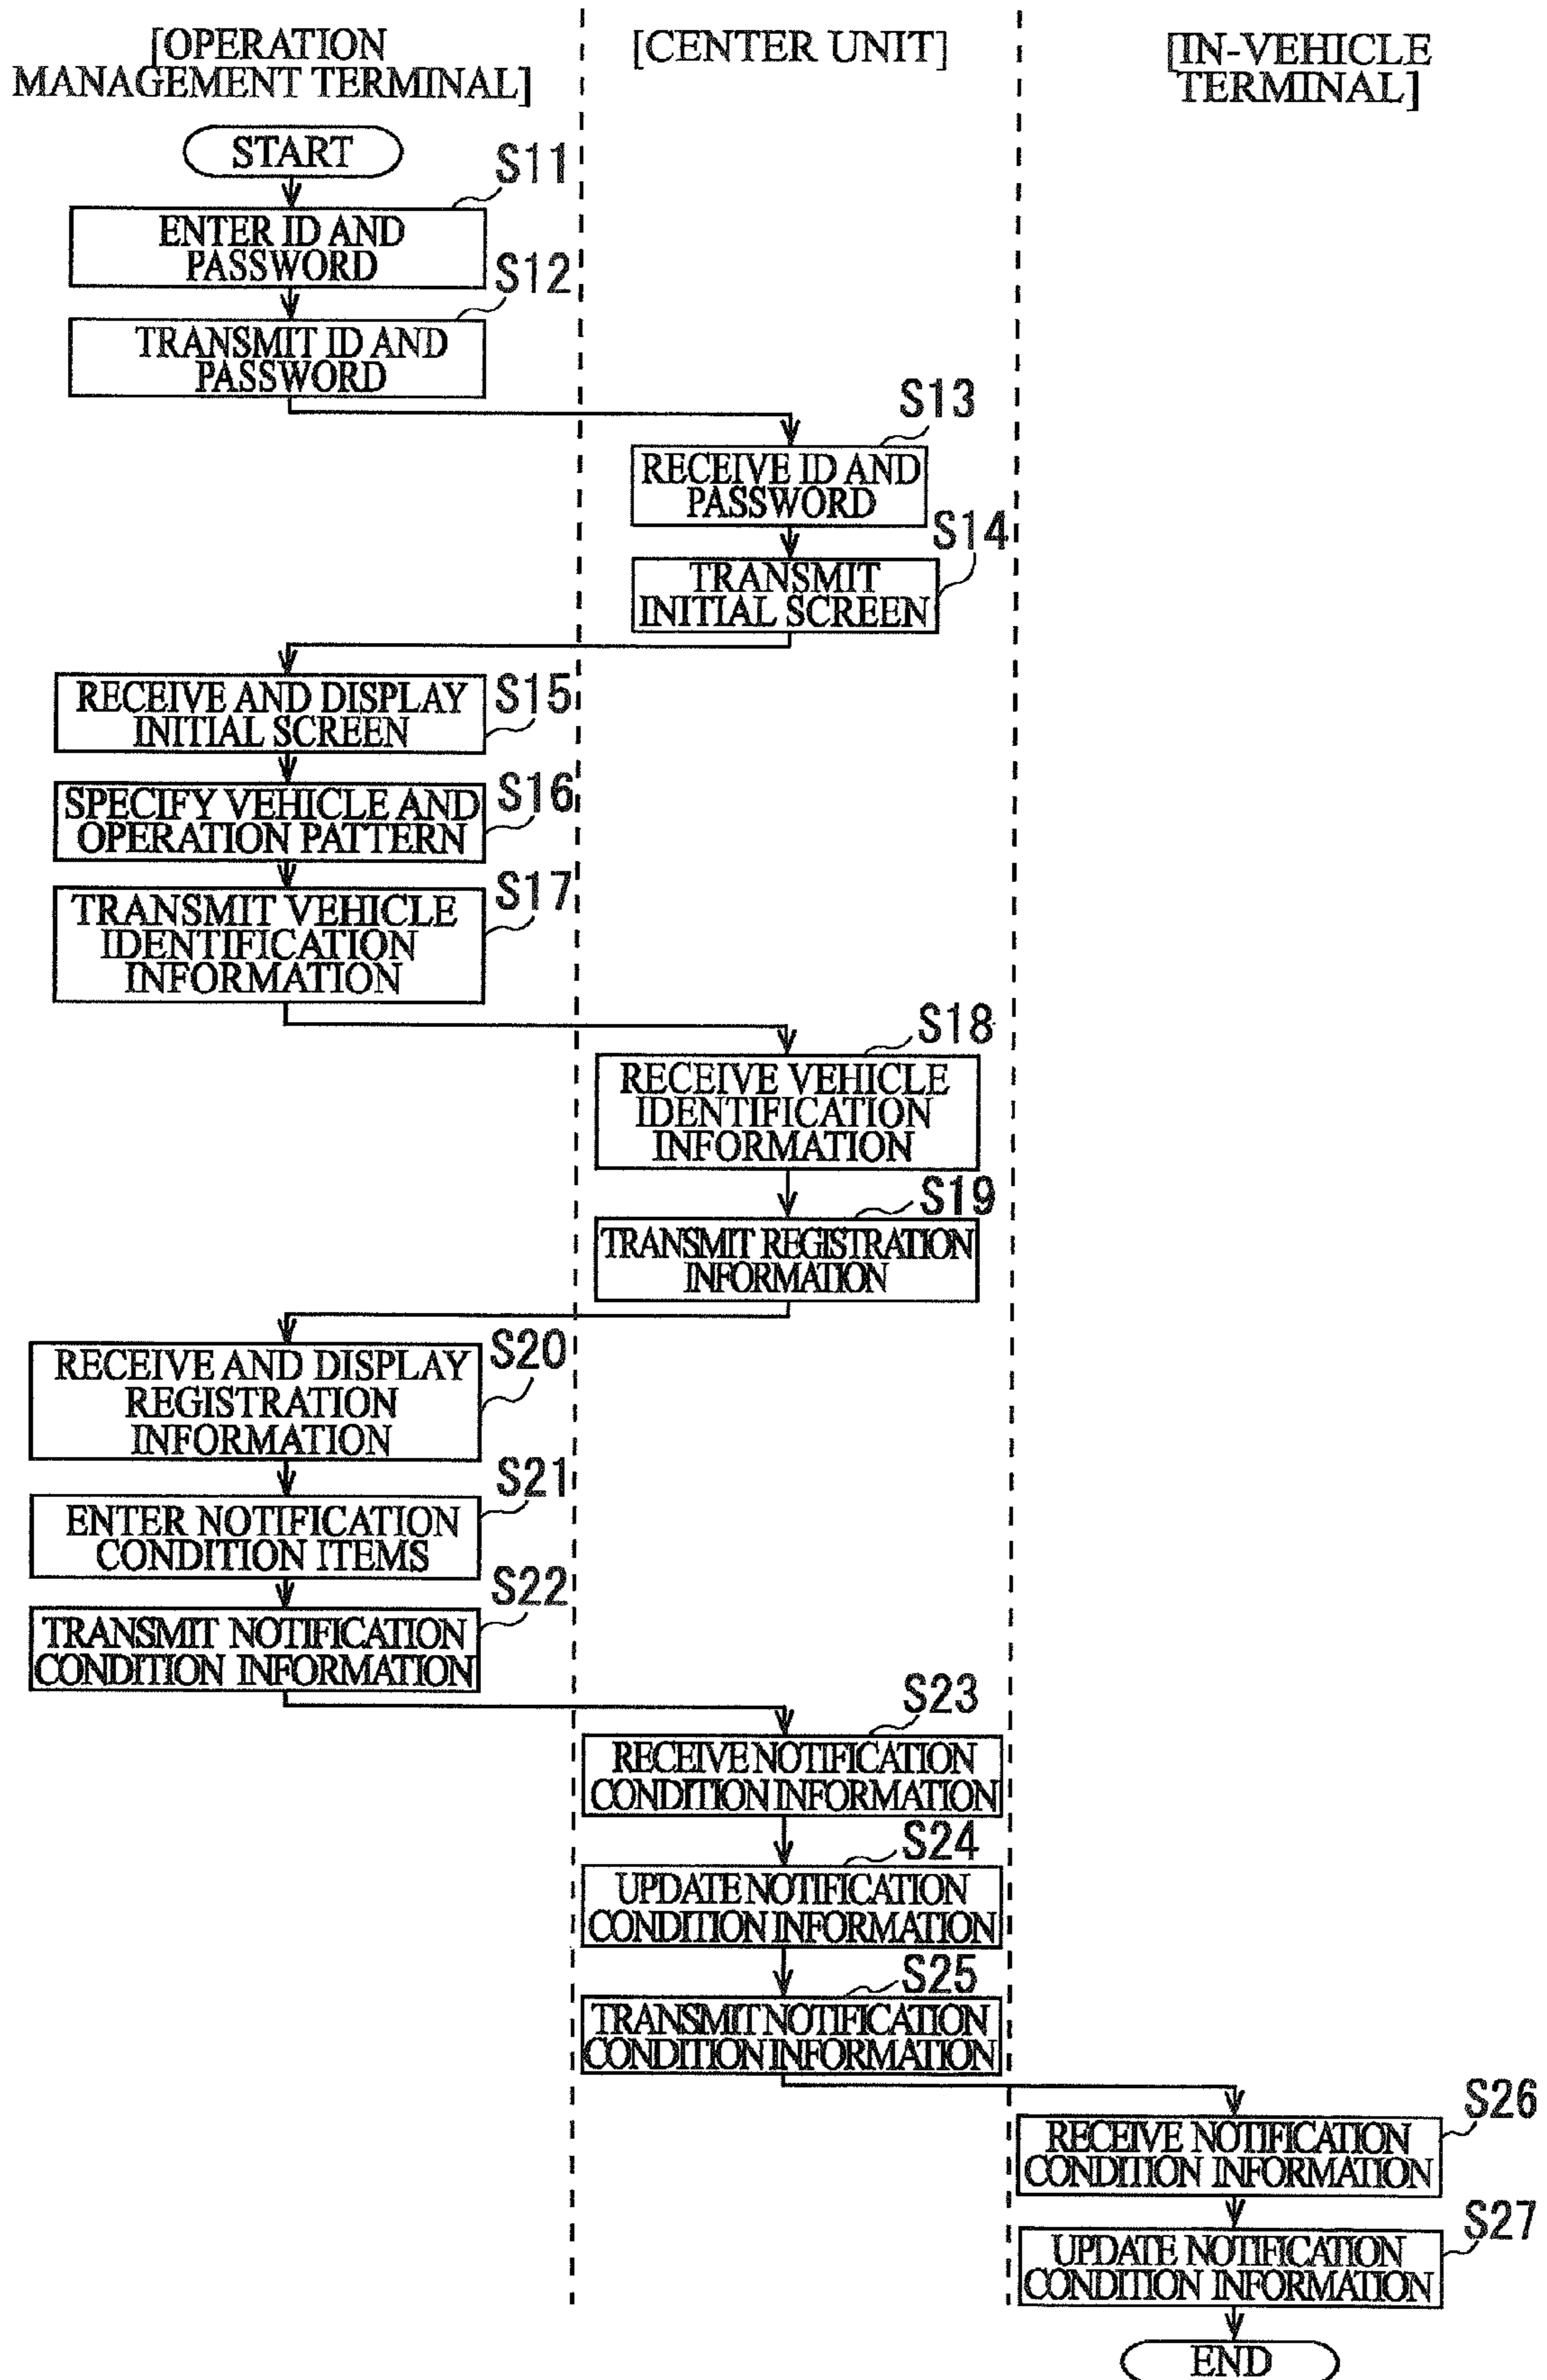 [OPERATION
MANAGEMENT TERMINAL]
[CENTER UNIT]
[IN-VEHICLE
TERMINAL]
START
S11
ENTER ID AND
PASSWORD
S12
TRANSMIT ID AND
PASSWORD
S13
RECEIVE ID AND
PASSWORD
S14
TRANSMIT
INITIAL SCREEN
S15
RECEIVE AND DISPLAY
INITIAL SCREEN
S16
SPECIFY VEHICLE AND
OPERATION PATTERN
S17
TRANSMIT VEHICLE
IDENTIFICATION
INFORMATION
S18
RECEIVE VEHICLE
IDENTIFICATION
INFORMATION
S19
TRANSMIT REGISTRATION
INFORMATION
S20
RECEIVE AND DISPLAY
REGISTRATION
INFORMATION
S21
ENTER NOTIFICATION
CONDITION ITEMS
S22
TRANSMIT NOTIFICATION
CONDITION INFORMATION
S23
RECEIVE NOTIFICATION
CONDITION INFORMATION
S24
UPDATE NOTIFICATION
CONDITION INFORMATION
S25
TRANSMIT NOTIFICATION
CONDITION INFORMATION
S26
RECEIVE NOTIFICATION
CONDITION INFORMATION
S27
UPDATE NOTIFICATION
CONDITION INFORMATION
END